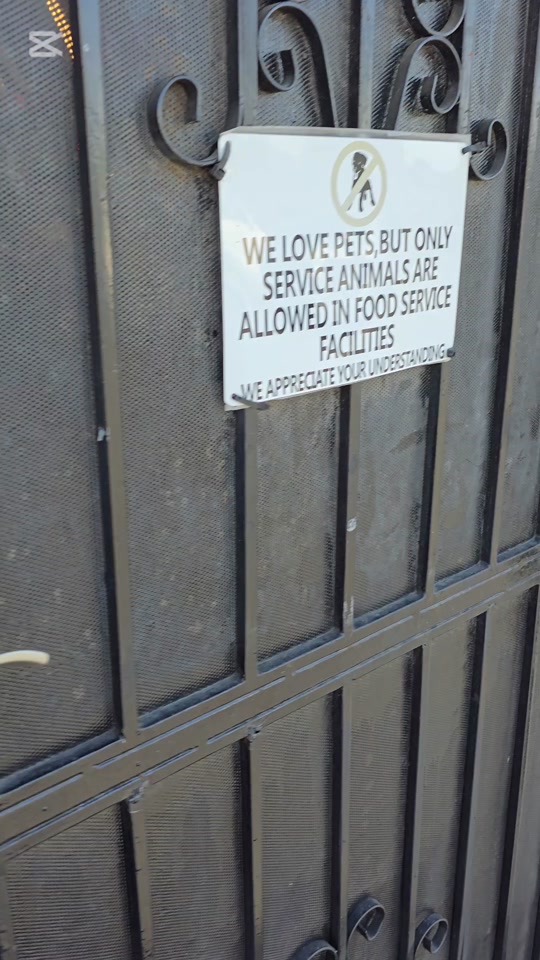 WE LOVE PETS,BUT ONLY
SERVICE ANIMALS ARE
ALLOWED IN FOOD SERVICE
FACILITIES
WE APPRECIATE YOUR UNDERSTANDING